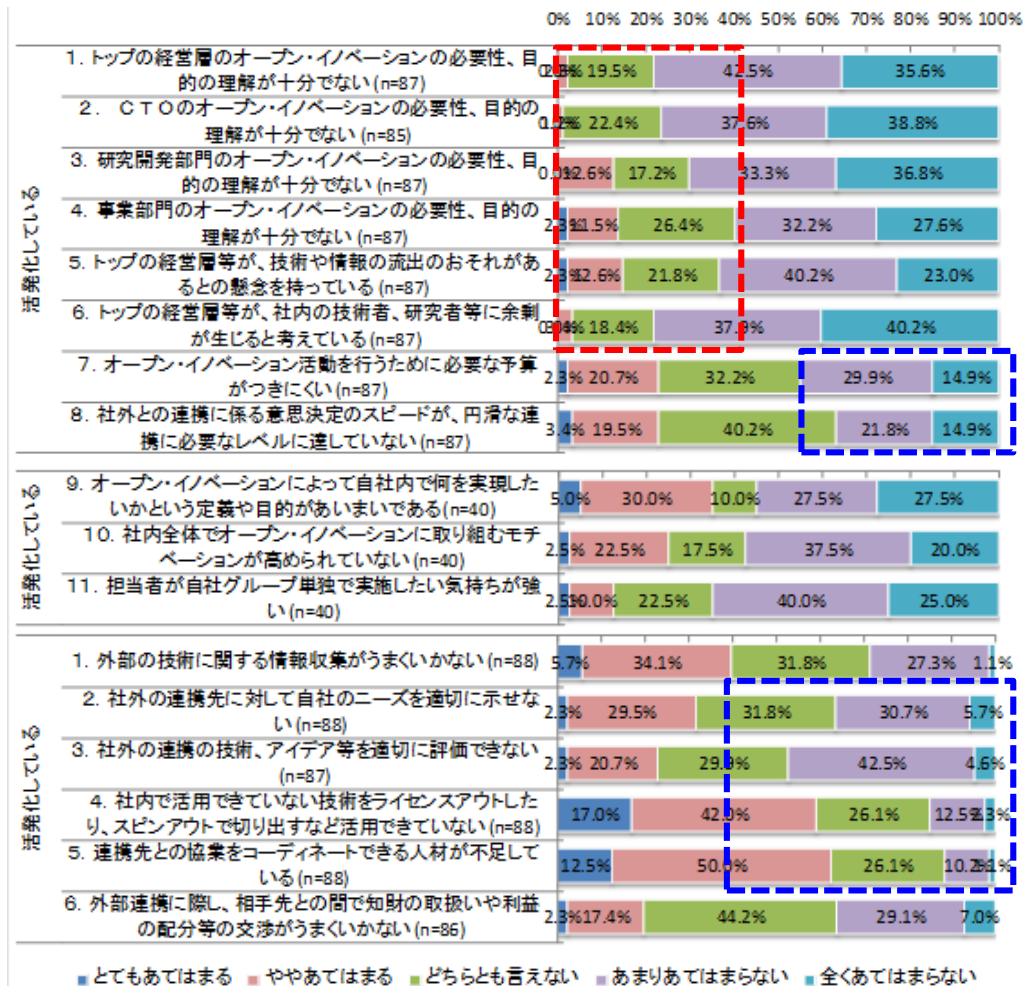 0% 10% 20% 30% 40% 50% 60% 70% 80% 90% 100%
活発化している
1. トップの経営層のオープン・イノベーションの必要性、目
的の理解が十分でない(n=87)
19.5% 42.5% 35.6%
2. CTOのオープン・イノベーションの必要性、目的の
理解が十分でない(n=85)
22.4% 37.6% 38.8%
3. 研究開発部門のオープン・イノベーションの必要性、目
的の理解が十分でない(n=87)
0.0% 12.6% 17.2% 33.3% 36.8%
4. 事業部門のオープン・イノベーションの必要性、目的の
理解が十分でない(n=87)
2.3% 11.5% 26.4% 32.2% 27.6%
5. トップの経営層等が、技術や情報の流出のおそれがあ
るとの懸念を持っている(n=87)
2.3% 12.6% 21.8% 40.2% 23.0%
6. トップの経営層等が、社内の技術者、研究者等に余剰
が生じると考えている(n=87)
18.4% 37.9% 40.2%
7. オープン・イノベーション活動を行うために必要な予算
がつきにくい(n=87)
2.3% 20.7% 32.2% 29.9% 14.9%
8. 社外との連携に係る意思決定のスピードが、円滑な連
携に必要なレベルに達していない(n=87)
3.4% 19.5% 40.2% 21.8% 14.9%
活発化している
9. オープン・イノベーションによって自社内で何を実現した
いかという定義や目的があいまいである(n=40)
5.0% 30.0% 10.0% 27.5% 27.5%
10. 社内全体でオープン・イノベーションに取り組むモチ
ベーションが高められていない(n=40)
2.5% 22.5% 17.5% 37.5% 20.0%
11. 担当者が自社グループ単独で実施したい気持ちが強
い(n=40)
2.5% 10.0% 22.5% 40.0% 25.0%
活発化している
1. 外部の技術に関する情報収集がうまくいかない(n=88)
5.7% 34.1% 31.8% 27.3% 1.1%
2. 社外の連携先に対して自社のニーズを適切に示せな
い(n=88)
2.3% 29.5% 31.8% 30.7% 5.7%
3. 社外の連携の技術、アイデア等を適切に評価できない
(n=87)
2.3% 20.7% 29.9% 42.5% 4.6%
4. 社内で活用できていない技術をライセンスアウトした
り、スピンアウトで切り出すなど活用できていない(n=88)
17.0% 42.0% 26.1% 12.5% 2.3%
5. 連携先との協業をコーディネートできる人材が不足して
いる(n=88)
12.5% 50.0% 26.1% 10.2% 1.1%
6. 外部連携に際し、相手先との間で知財の取扱いや利益
の配分等の交渉がうまくいかない(n=86)
2.3% 17.4% 44.2% 29.1% 7.0%
とてもあてはまる ややあてはまる どちらとも言えない あまりあてはまらない 全くあてはまらない